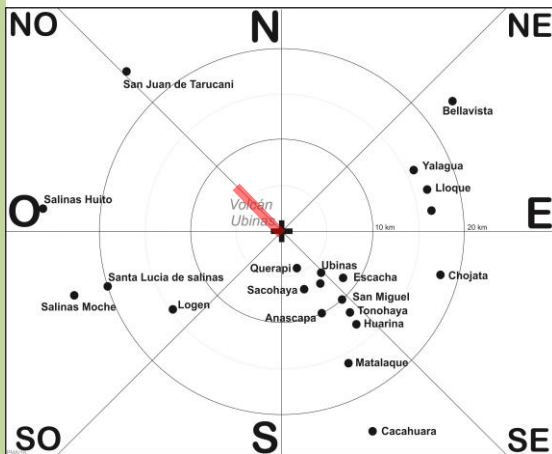 NO
N
NE
San Juan de Tarucani
Bellavista
Yalagua
Lloque
Salinas Huito
Volcán
Ubinas
O
E
10 km
20 km
Querapi
Ubinas
Escacha
Chojata
Santa Lucia de salinas
Sacohaya
San Miguel
Salinas Moche
Logen
Anascapa
Tonohaya
Huarina
Matalaque
Cacahuara
SO
S
SE